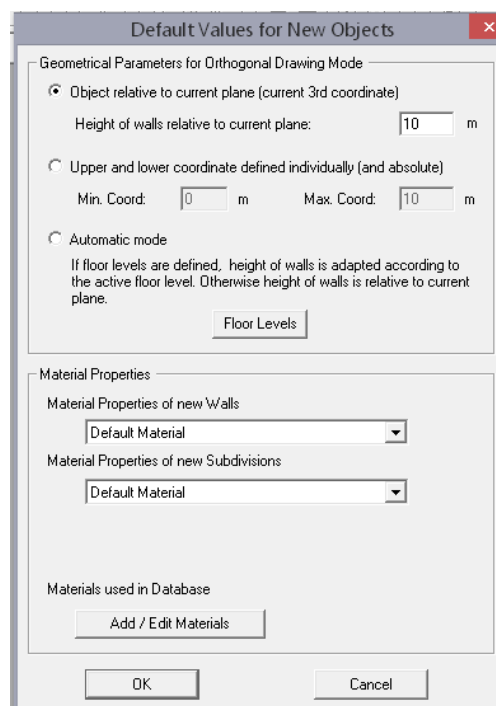 Default Values for New Objects
Geometrical Parameters for Orthogonal Drawing Mode
Object relative to current plane (current 3rd coordinate)
Height of walls relative to current plane: 10 m
Upper and lower coordinate defined individually (and absolute)
Min. Coord: 0 m Max. Coord: 10 m
Automatic mode
If floor levels are defined, height of walls is adapted according to
the active floor level. Otherwise height of walls is relative to current
plane.
Floor Levels
Material Properties
Material Properties of new Walls
Default Material
Material Properties of new Subdivisions
Default Material
Materials used in Database
Add / Edit Materials
OK Cancel